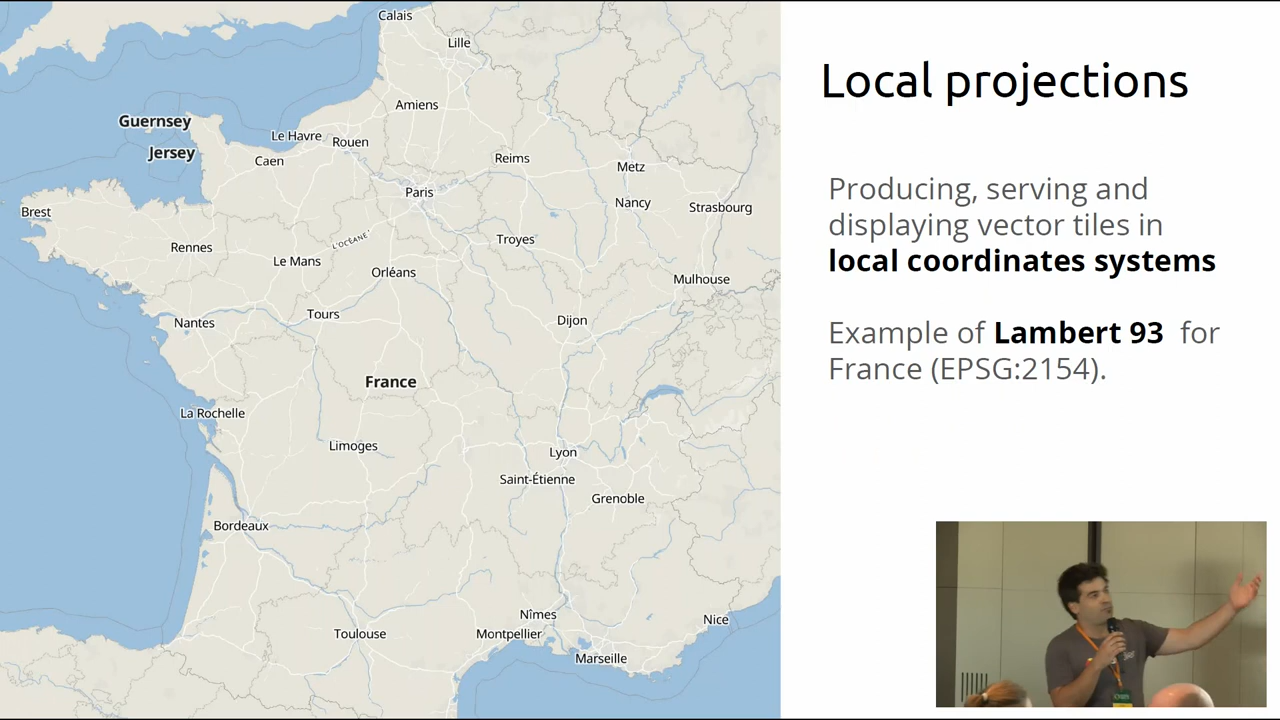 Calais
Lille
Amiens
Guernsey
Le Havre
Rouen
Jersey
Caen
Reims
Metz
Paris
Nancy
Strasbourg
Brest
Rennes
L'OCÉANE
Troyes
Le Mans
Orléans
Mulhouse
Tours
Nantes
Dijon
France
La Rochelle
Limoges
Lyon
Saint-Étienne
Grenoble
Bordeaux
Nîmes
Nice
Toulouse
Montpellier
Marseille
Local projections
Producing, serving and
displaying vector tiles in
local coordinates systems
Example of Lambert 93 for
France (EPSG:2154).